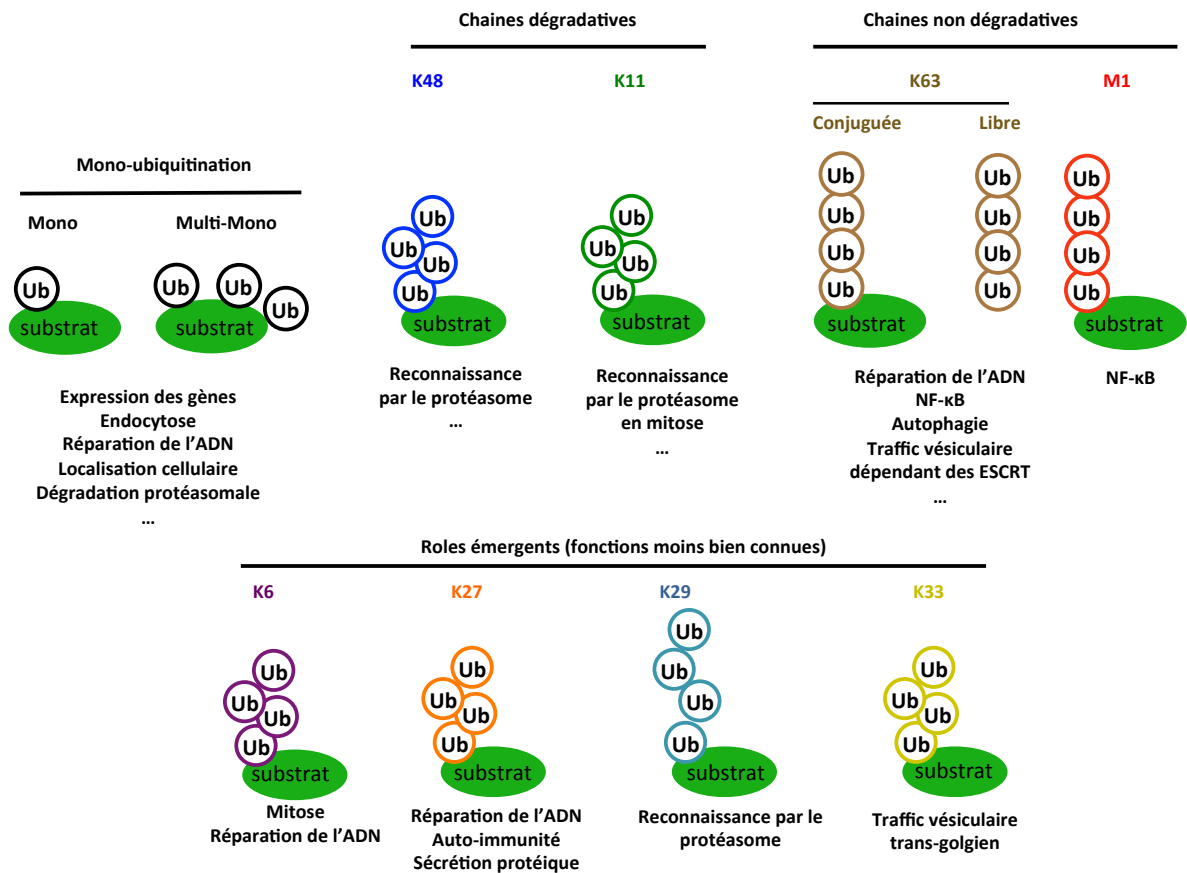 Chaines dégradatives
Chaines non dégradatives
K48
K11
K63
M1
Conjuguée
Libre
Mono-ubiquitination
Mono
Multi-Mono
Ub
substrat
Ub
Ub
Ub
substrat
Ub
Ub
Ub
Ub
substrat
Ub
Ub
Ub
Ub
substrat
Ub
Ub
Ub
Ub
substrat
Ub
Ub
Ub
Ub
Ub
Ub
Ub
Ub
substrat
Expression des gènes
Endocytose
Réparation de l'ADN
Localisation cellulaire
Dégradation protéasomale
...
Reconnaissance
par le protéasome
...
Reconnaissance
par le protéasome
en mitose
...
Réparation de l'ADN
NF-κB
Autophagie
Traffic vésiculaire
dépendant des ESCRT
...
NF-κB
Roles émergents (fonctions moins bien connues)
K6
K27
K29
K33
Ub
Ub
Ub
Ub
substrat
Ub
Ub
Ub
Ub
substrat
Ub
Ub
Ub
Ub
substrat
Ub
Ub
Ub
Ub
substrat
Mitose
Réparation de l'ADN
Réparation de l'ADN
Auto-immunité
Sécrétion protéique
Reconnaissance par le
protéasome
Traffic vésiculaire
trans-golgien